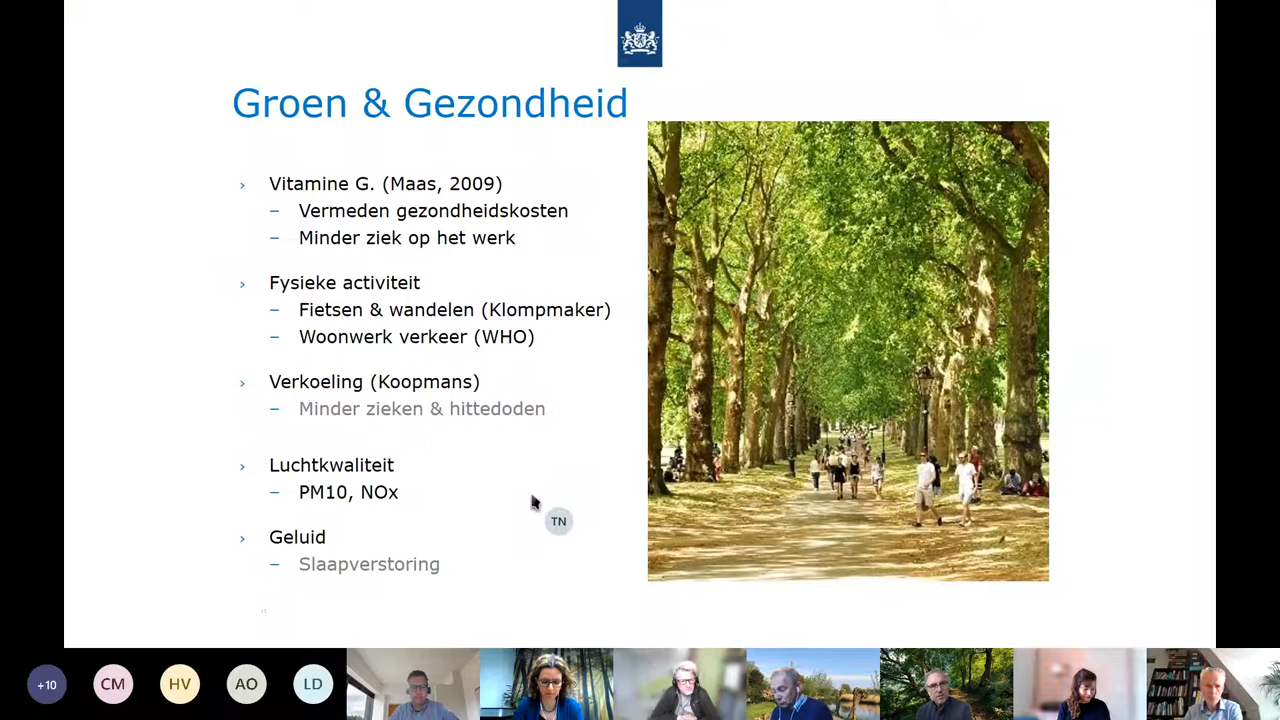 Groen & Gezondheid
› Vitamine G. (Maas, 2009)
– Vermeden gezondheidskosten
– Minder ziek op het werk
› Fysieke activiteit
– Fietsen & wandelen (Klompmaker)
– Woonwerk verkeer (WHO)
› Verkoeling (Koopmans)
– Minder zieken & hittedoden
› Luchtkwaliteit
– PM10, NOx
TN
› Geluid
– Slaapverstoring
+10 CM HV AO LD